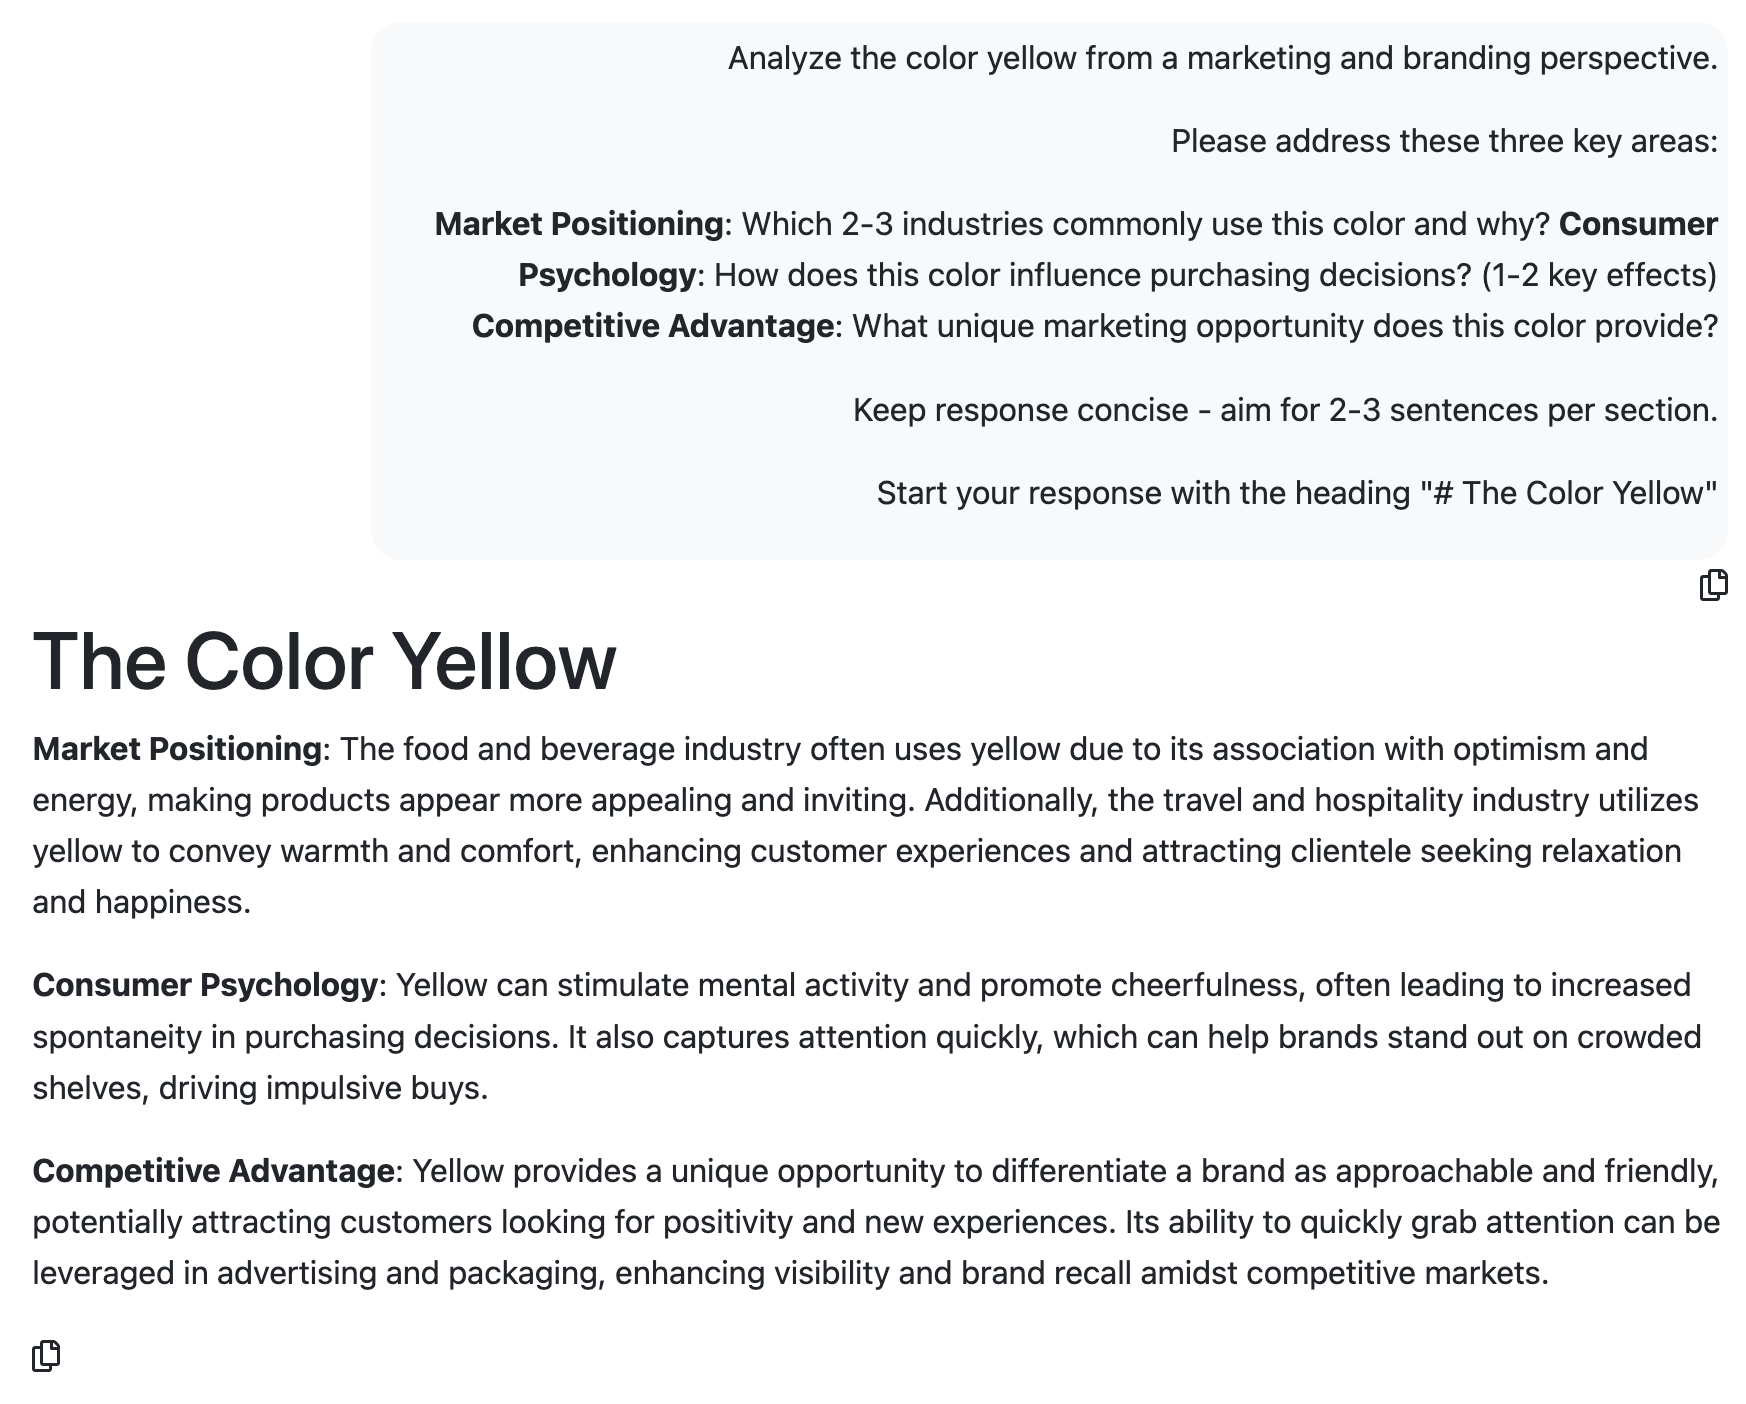 Analyze the color yellow from a marketing and branding perspective.
Please address these three key areas:
Market Positioning: Which 2-3 industries commonly use this color and why? Consumer
Psychology: How does this color influence purchasing decisions? (1-2 key effects)
Competitive Advantage: What unique marketing opportunity does this color provide?
Keep response concise - aim for 2-3 sentences per section.
Start your response with the heading "# The Color Yellow"
The Color Yellow
Market Positioning: The food and beverage industry often uses yellow due to its association with optimism and
energy, making products appear more appealing and inviting. Additionally, the travel and hospitality industry utilizes
yellow to convey warmth and comfort, enhancing customer experiences and attracting clientele seeking relaxation
and happiness.
Consumer Psychology: Yellow can stimulate mental activity and promote cheerfulness, often leading to increased
spontaneity in purchasing decisions. It also captures attention quickly, which can help brands stand out on crowded
shelves, driving impulsive buys.
Competitive Advantage: Yellow provides a unique opportunity to differentiate a brand as approachable and friendly,
potentially attracting customers looking for positivity and new experiences. Its ability to quickly grab attention can be
leveraged in advertising and packaging, enhancing visibility and brand recall amidst competitive markets.